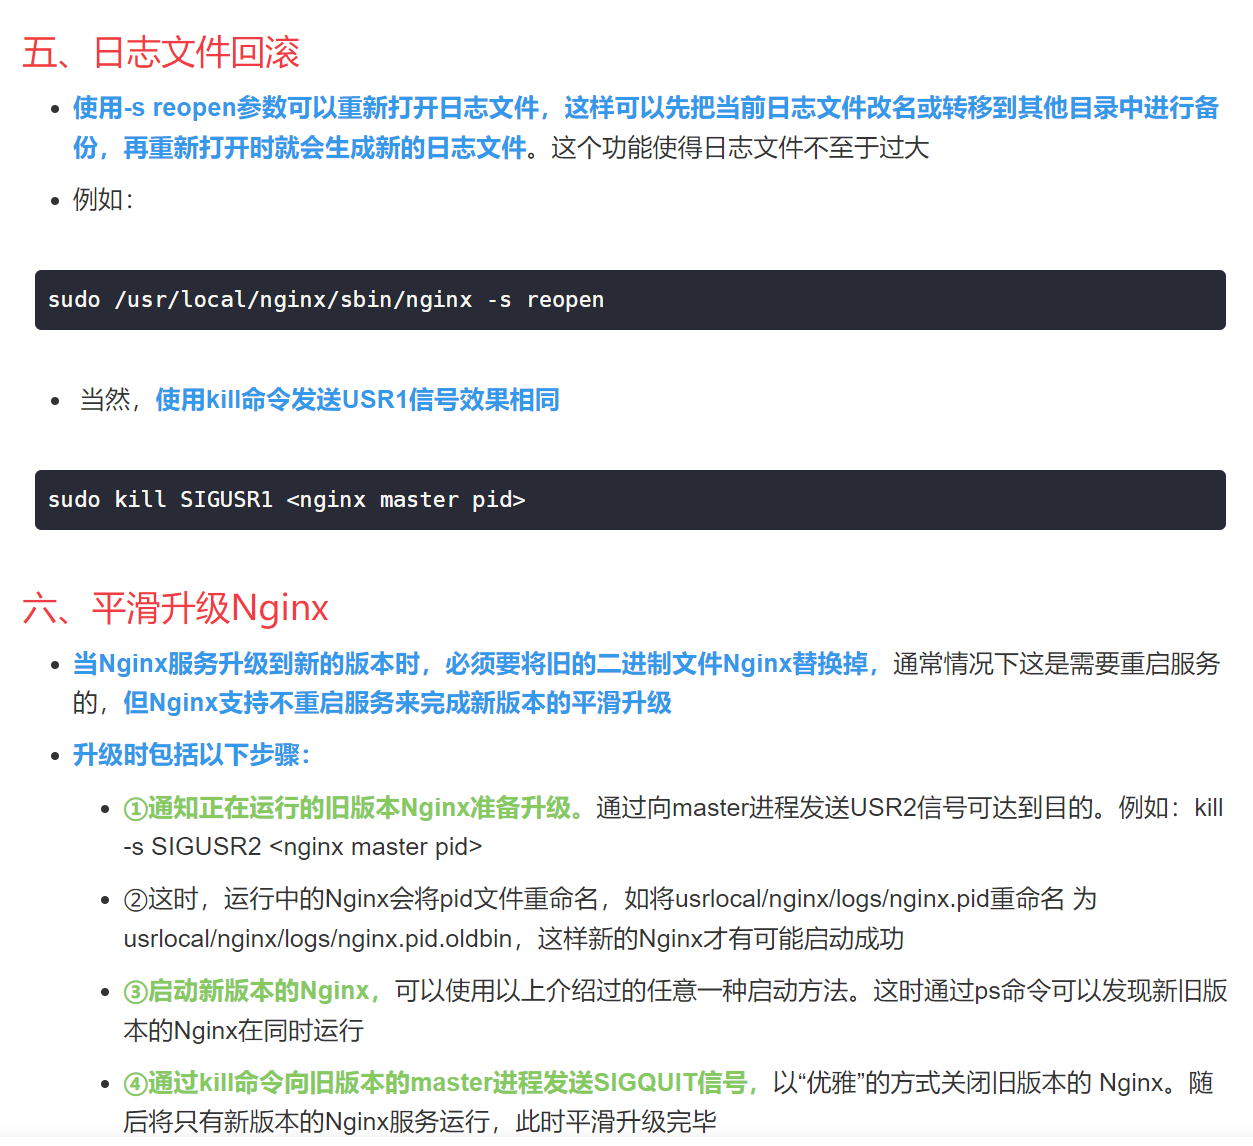 五、日志文件回滚
使用-s reopen参数可以重新打开日志文件，这样可以先把当前日志文件改名或转移到其他目录中进行备
份，再重新打开时就会生成新的日志文件。这个功能使得日志文件不至于过大
例如：
sudo /usr/local/nginx/sbin/nginx -s reopen
当然，使用kill命令发送USR1信号效果相同
sudo kill SIGUSR1 <nginx master pid>
六、平滑升级Nginx
当Nginx服务升级到新的版本时，必须要将旧的二进制文件Nginx替换掉，通常情况下这是需要重启服务
的，但Nginx支持不重启服务来完成新版本的平滑升级
升级时包括以下步骤：
①通知正在运行的旧版本Nginx准备升级。通过向master进程发送USR2信号可达到目的。例如：kill
-s SIGUSR2 <nginx master pid>
②这时，运行中的Nginx会将pid文件重命名，如将usrlocal/nginx/logs/nginx.pid重命名 为
usrlocal/nginx/logs/nginx.pid.oldbin，这样新的Nginx才有可能启动成功
③启动新版本的Nginx，可以使用以上介绍过的任意一种启动方法。这时通过ps命令可以发现新旧版
本的Nginx在同时运行
④通过kill命令向旧版本的master进程发送SIGQUIT信号，以“优雅”的方式关闭旧版本的 Nginx。随
后将只有新版本的Nginx服务运行，此时平滑升级完毕